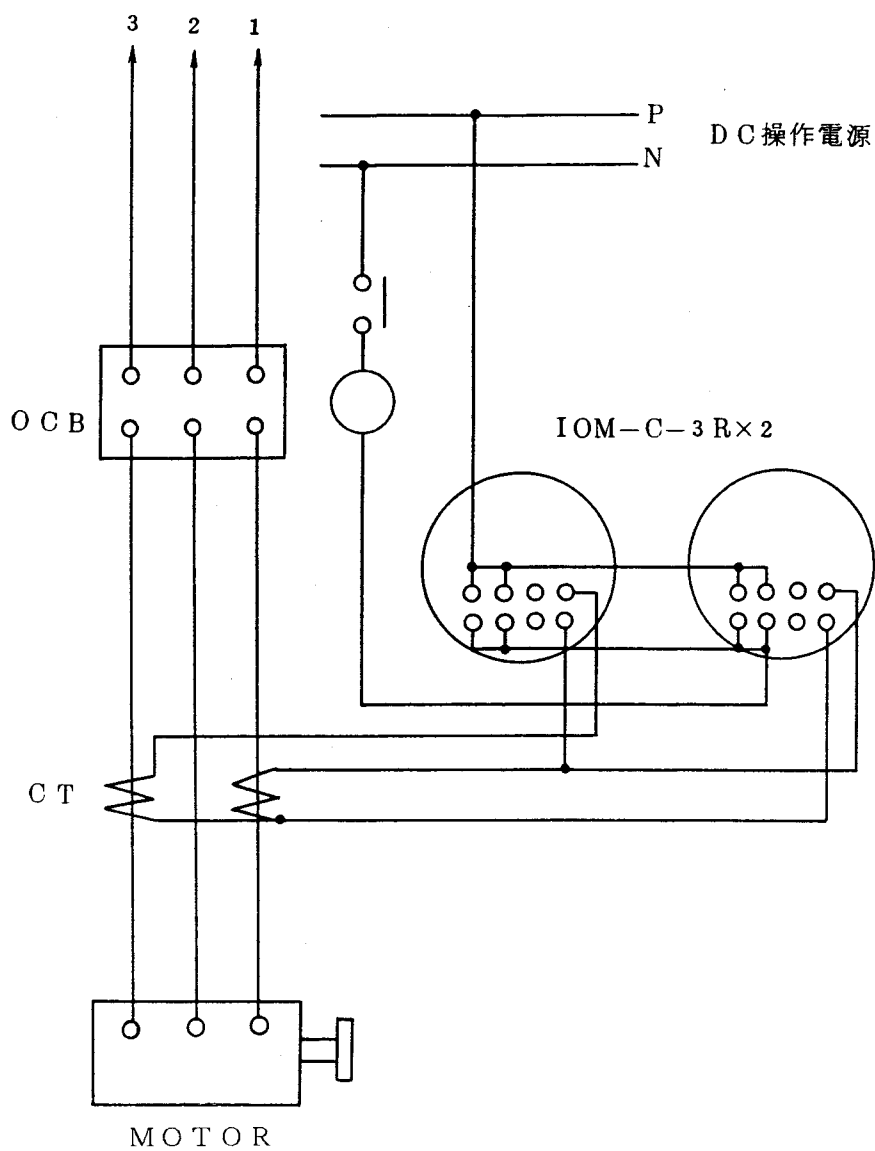 3 2 1
P
DC操作電源
N
OCB
IOM-C-3R×2
CT
MOTOR